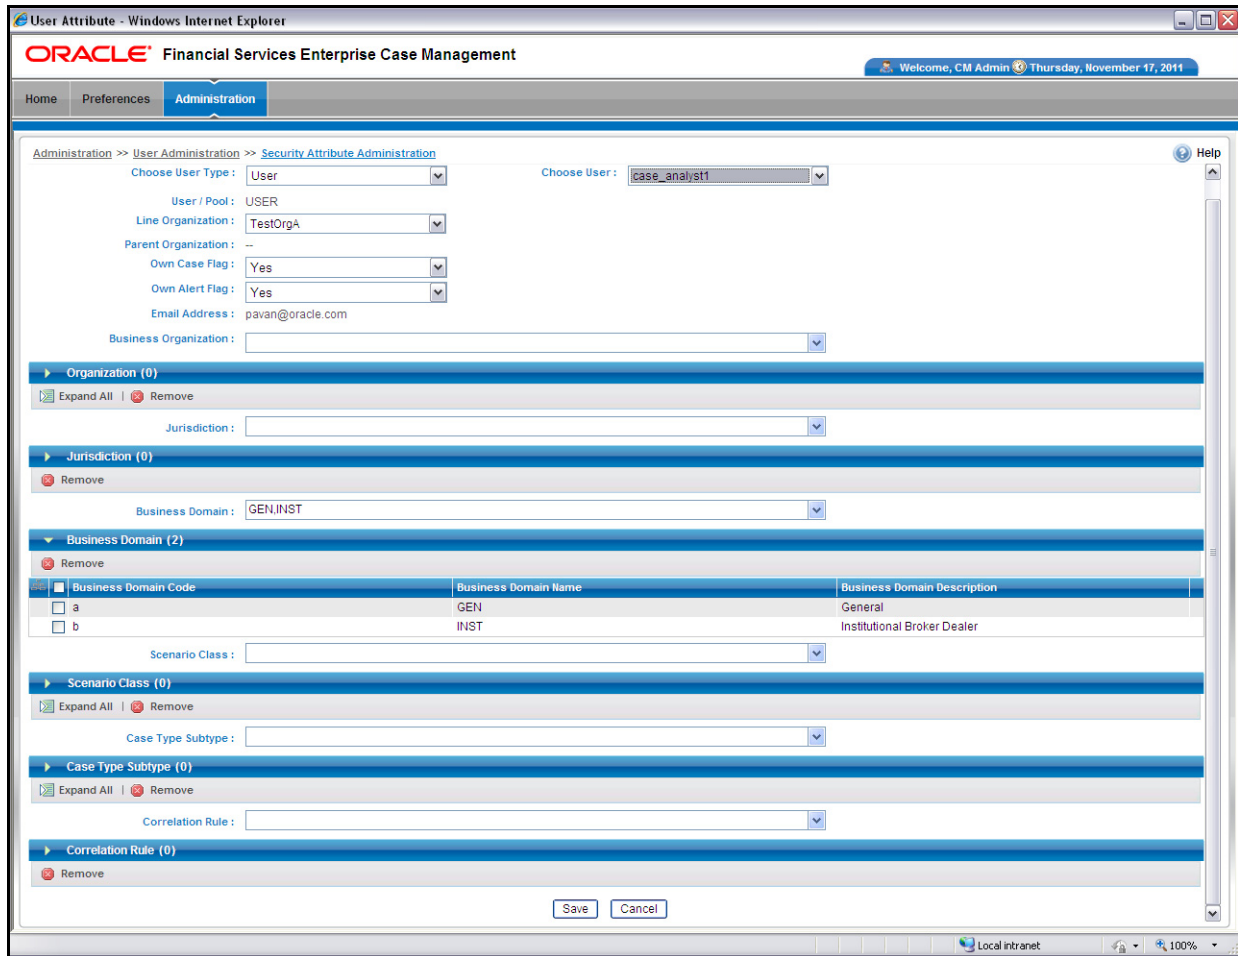 User Attribute - Windows Internet Explorer
ORACLE Financial Services Enterprise Case Management
Welcome, CM Admin Thursday, November 17, 2011
Home Preferences Administration
Administration >> User Administration >> Security Attribute Administration Help
Choose User Type : User Choose User : case_analyst1
User / Pool : USER
Line Organization : TestOrgA
Parent Organization : --
Own Case Flag : Yes
Own Alert Flag : Yes
Email Address : pavan@oracle.com
Business Organization :
Organization (0)
Expand All | Remove
Jurisdiction :
Jurisdiction (0)
Remove
Business Domain : GEN,INST
Business Domain (2)
Remove
Business Domain Code Business Domain Name Business Domain Description
a GEN General
b INST Institutional Broker Dealer
Scenario Class :
Scenario Class (0)
Expand All | Remove
Case Type Subtype :
Case Type Subtype (0)
Expand All | Remove
Correlation Rule :
Correlation Rule (0)
Remove
Save Cancel
Local intranet 100%